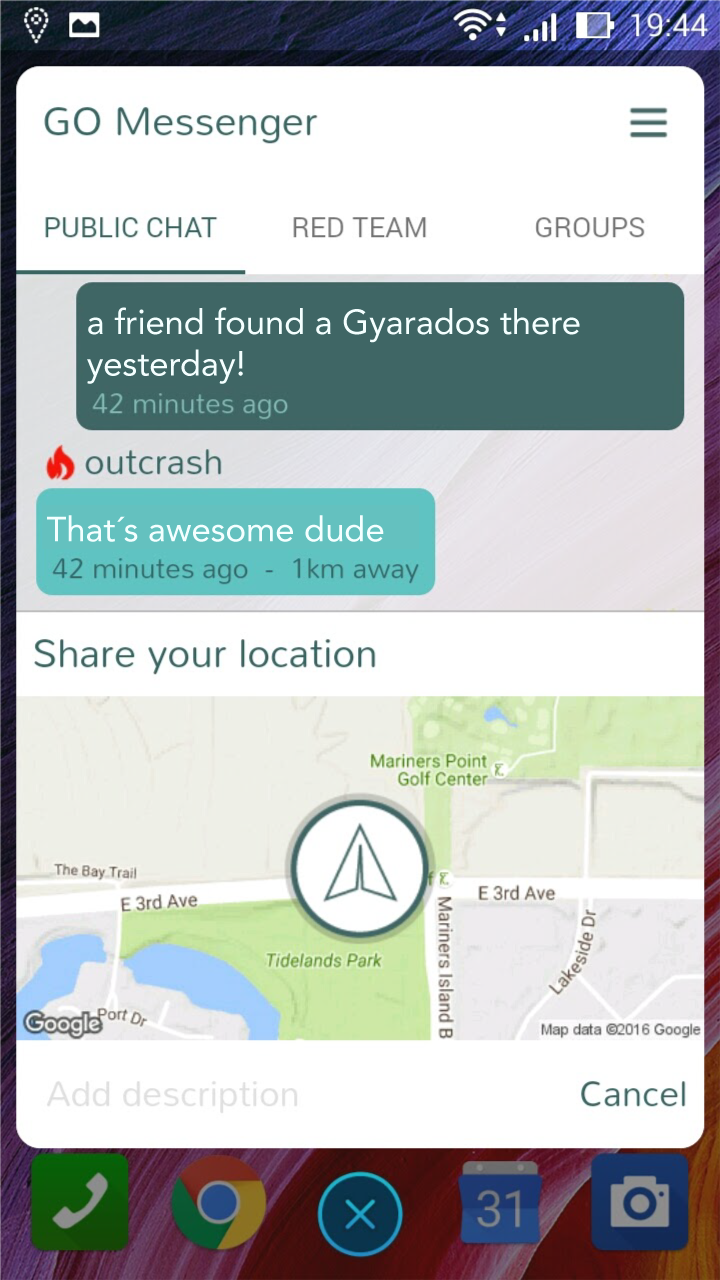 19:44
GO Messenger
PUBLIC CHAT
RED TEAM
GROUPS
a friend found a Gyarados there
yesterday!
42 minutes ago
outcrash
That´s awesome dude
42 minutes ago - 1km away
Share your location
Mariners Point
Golf Center
The Bay Trail
E 3rd Ave
E 3rd Ave
Mariners Island B
Lakeside Dr
Tidelands Park
Port Dr
Google
Map data ©2016 Google
Add description
Cancel
31